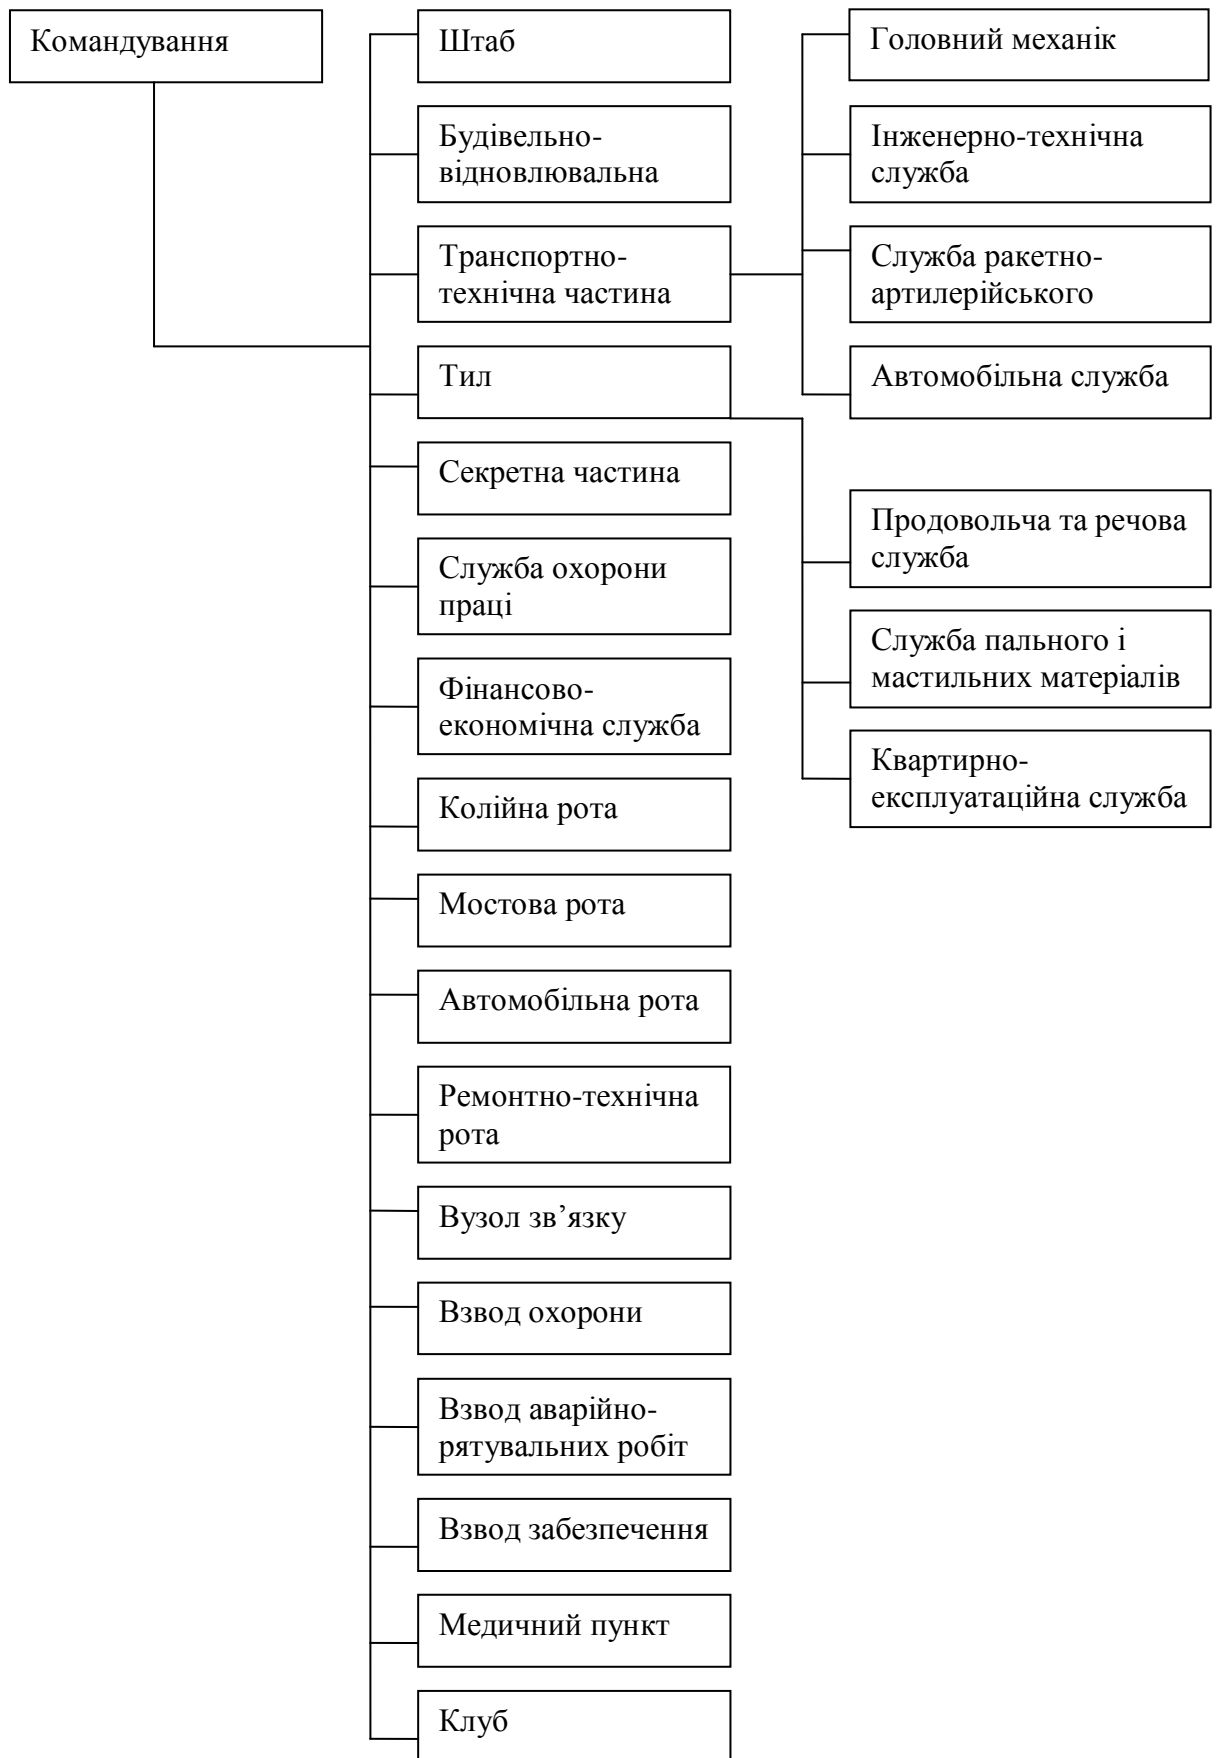 Командування
Штаб
Будівельно-
відновлювальна
Транспортно-
технічна частина
Тил
Секретна частина
Служба охорони
праці
Фінансово-
економічна служба
Колійна рота
Мостова рота
Автомобільна рота
Ремонтно-технічна
рота
Вузол зв’язку
Взвод охорони
Взвод аварійно-
рятувальних робіт
Взвод забезпечення
Медичний пункт
Клуб
Головний механік
Інженерно-технічна
служба
Служба ракетно-
артилерійського
Автомобільна служба
Продовольча та речова
служба
Служба пального і
мастильних матеріалів
Квартирно-
експлуатаційна служба